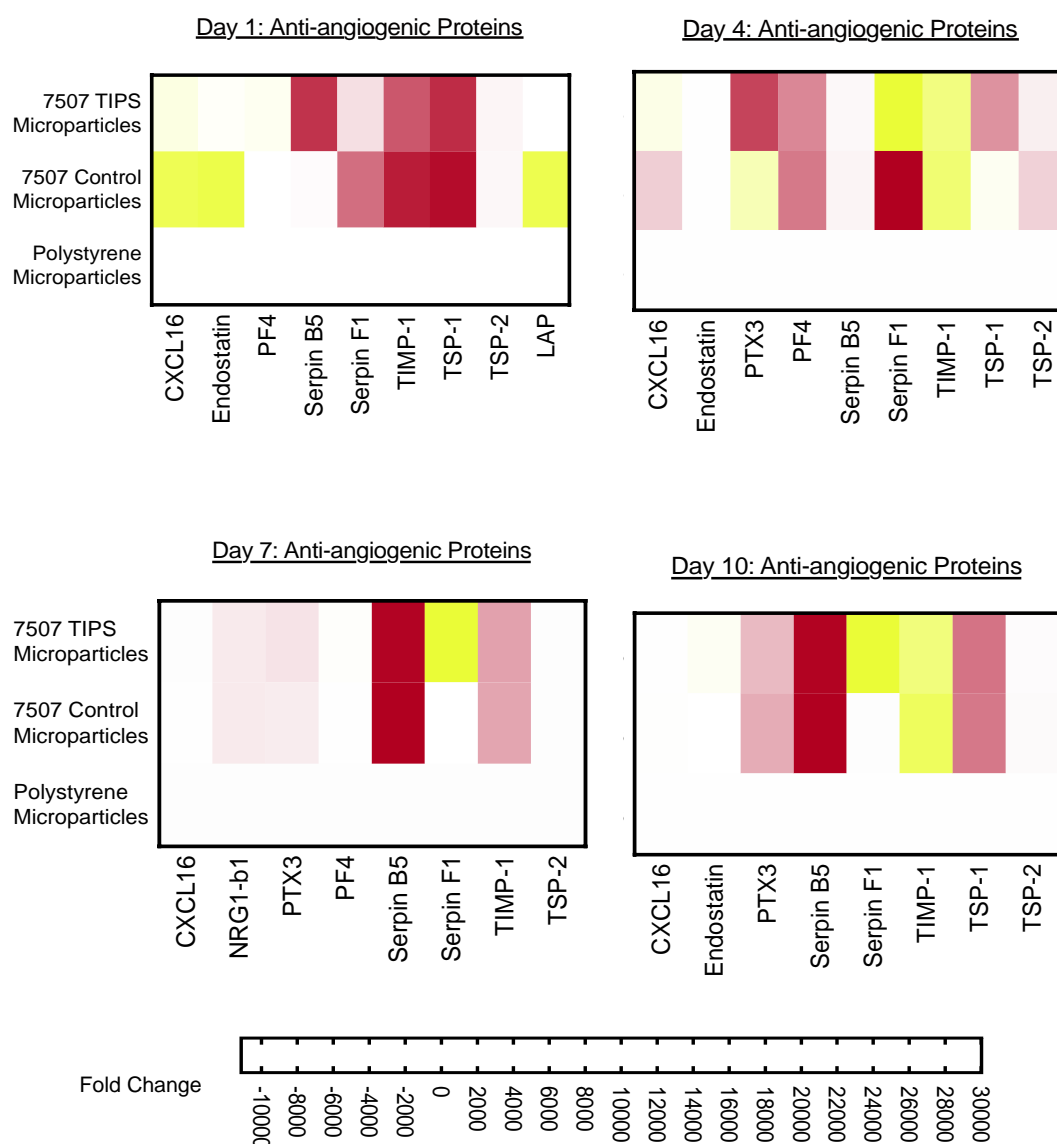 Day 1: Anti-angiogenic Proteins
Day 4: Anti-angiogenic Proteins
7507 TIPS
Microparticles
7507 Control
Microparticles
Polystyrene
Microparticles
CXCL16
Endostatin
PF4
Serpin B5
Serpin F1
TIMP-1
TSP-1
TSP-2
LAP
CXCL16
Endostatin
PTX3
PF4
Serpin B5
Serpin F1
TIMP-1
TSP-1
TSP-2
Day 7: Anti-angiogenic Proteins
Day 10: Anti-angiogenic Proteins
7507 TIPS
Microparticles
7507 Control
Microparticles
Polystyrene
Microparticles
CXCL16
NRG1-b1
PTX3
PF4
Serpin B5
Serpin F1
TIMP-1
TSP-2
CXCL16
Endostatin
PTX3
Serpin B5
Serpin F1
TIMP-1
TSP-1
TSP-2
Fold Change
-10000
-8000
-6000
-4000
-2000
0
2000
4000
6000
8000
10000
12000
14000
16000
18000
20000
22000
24000
26000
28000
30000